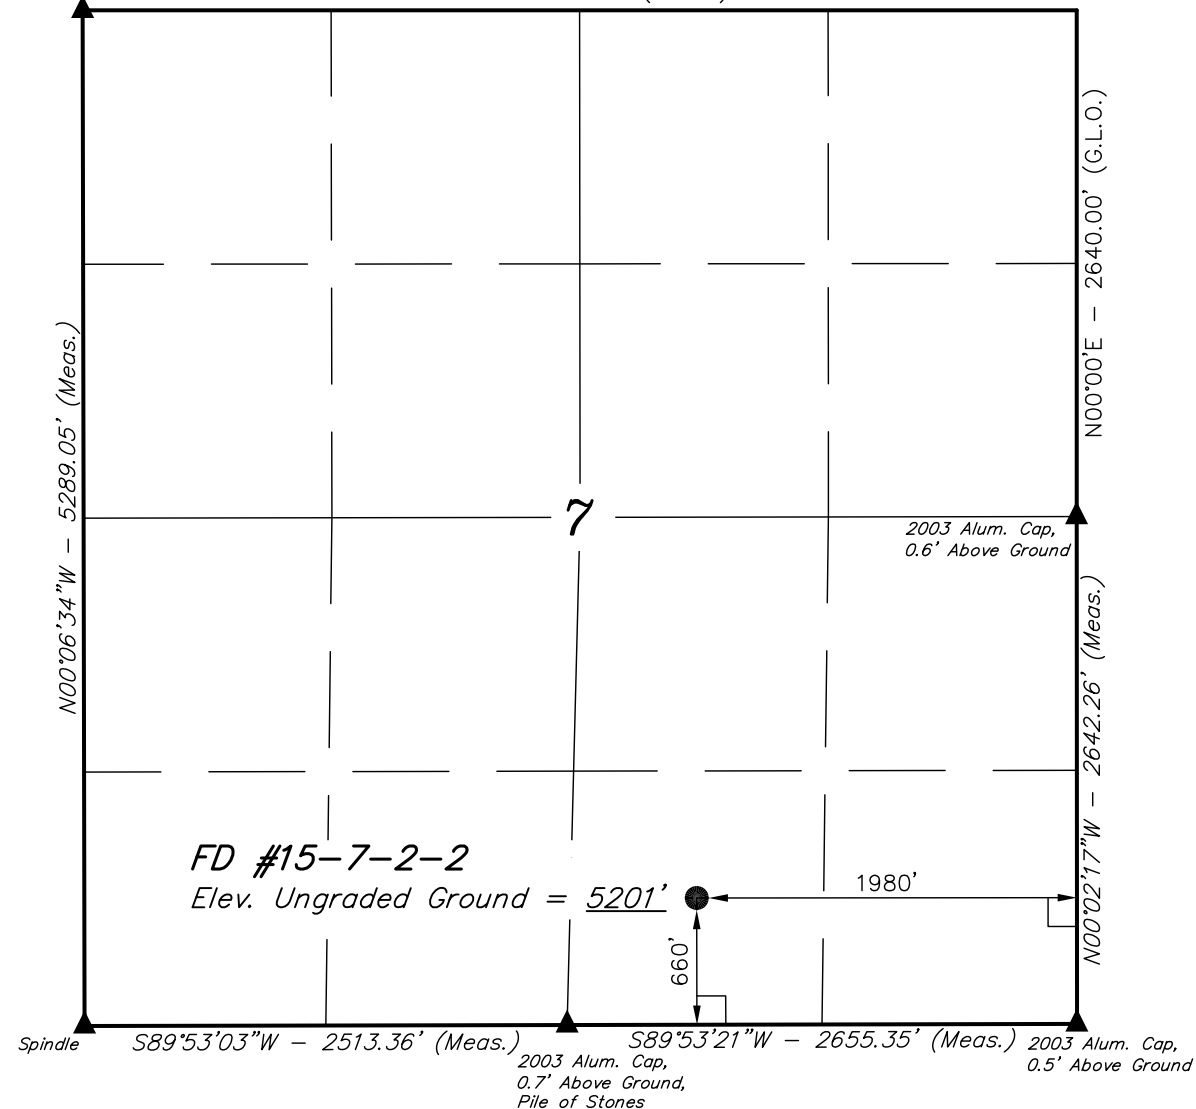 N00°00'E - 2640.00' (G.L.O.)
N00°06'34"W - 5289.05' (Meas.)
7
2003 Alum. Cap,
0.6' Above Ground
N00°02'17"W - 2642.26' (Meas.)
FD #15-7-2-2
Elev. Ungraded Ground = 5201'
1980'
660'
Spindle
S89°53'03"W - 2513.36' (Meas.)
2003 Alum. Cap,
0.7' Above Ground,
Pile of Stones
S89°53'21"W - 2655.35' (Meas.)
2003 Alum. Cap,
0.5' Above Ground